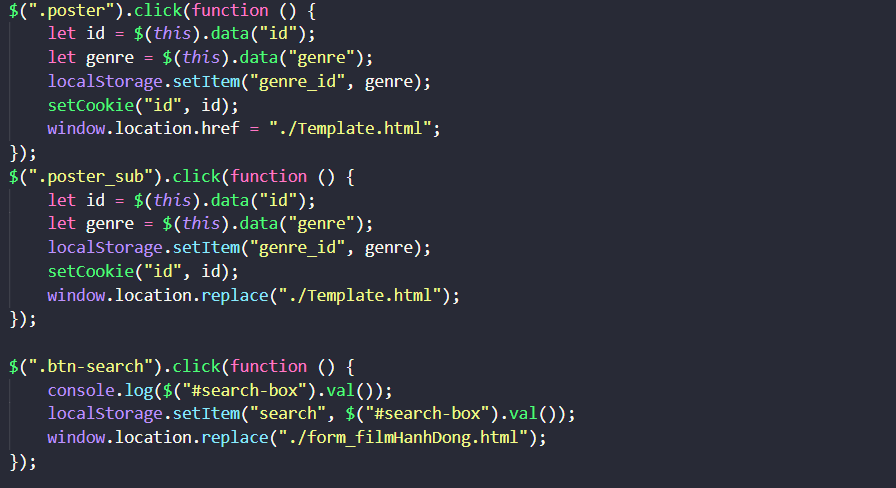 $(".poster").click(function () {
    let id = $(this).data("id");
    let genre = $(this).data("genre");
    localStorage.setItem("genre_id", genre);
    setCookie("id", id);
    window.location.href = "./Template.html";
});
$(".poster_sub").click(function () {
    let id = $(this).data("id");
    let genre = $(this).data("genre");
    localStorage.setItem("genre_id", genre);
    setCookie("id", id);
    window.location.replace("./Template.html");
});

$(".btn-search").click(function () {
    console.log($("#search-box").val());
    localStorage.setItem("search", $("#search-box").val());
    window.location.replace("./form_filmHanhDong.html");
});